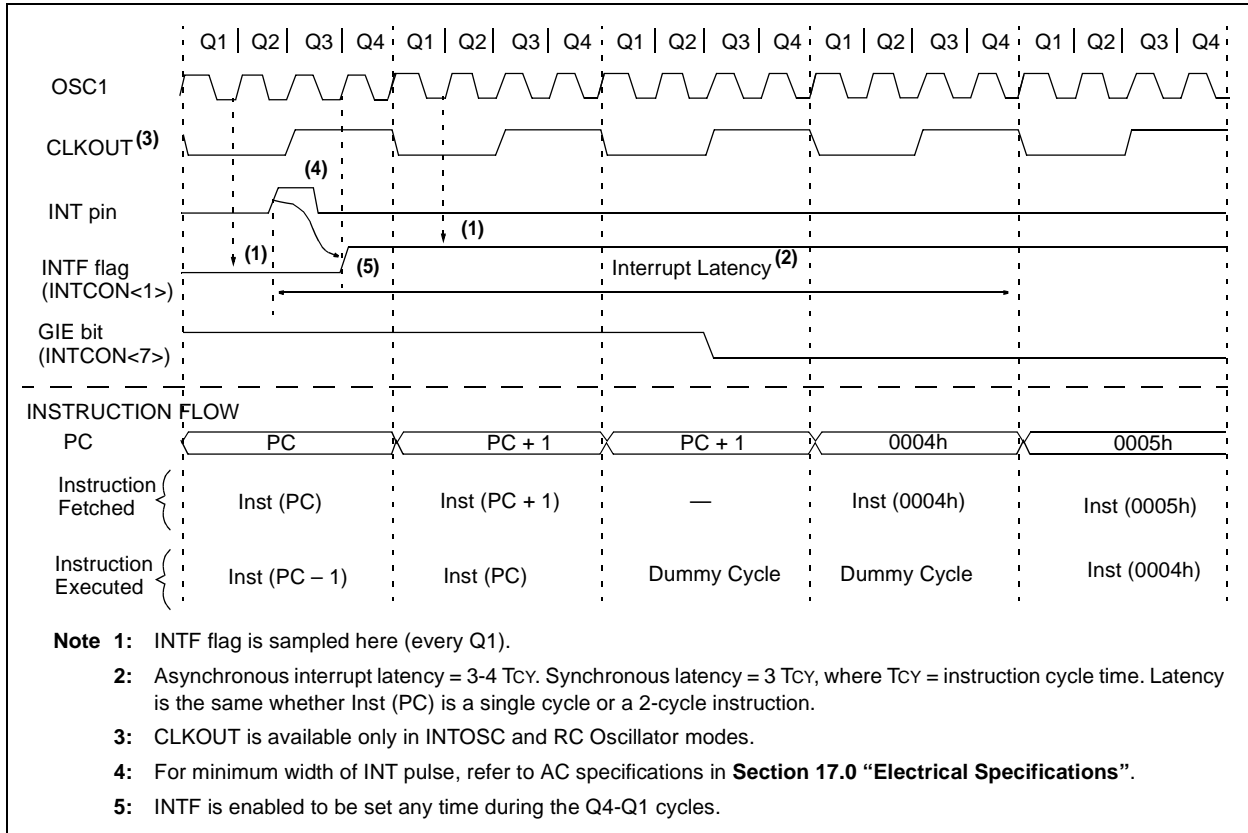 Q1 Q2 Q3 Q4 Q1 Q2 Q3 Q4 Q1 Q2 Q3 Q4 Q1 Q2 Q3 Q4 Q1 Q2 Q3 Q4
OSC1
CLKOUT (3)
(4)
INT pin
(1)
(1)
INTF flag
(INTCON<1>)
(5)
Interrupt Latency (2)
GIE bit
(INTCON<7>)
INSTRUCTION FLOW
PC PC PC + 1 PC + 1 0004h 0005h
Instruction
Fetched
Inst (PC) Inst (PC + 1) — Inst (0004h) Inst (0005h)
Instruction
Executed
Inst (PC – 1) Inst (PC) Dummy Cycle Dummy Cycle Inst (0004h)
Note 1: INTF flag is sampled here (every Q1).
2: Asynchronous interrupt latency = 3-4 TCY. Synchronous latency = 3 TCY, where TCY = instruction cycle time. Latency
is the same whether Inst (PC) is a single cycle or a 2-cycle instruction.
3: CLKOUT is available only in INTOSC and RC Oscillator modes.
4: For minimum width of INT pulse, refer to AC specifications in Section 17.0 “Electrical Specifications”.
5: INTF is enabled to be set any time during the Q4-Q1 cycles.